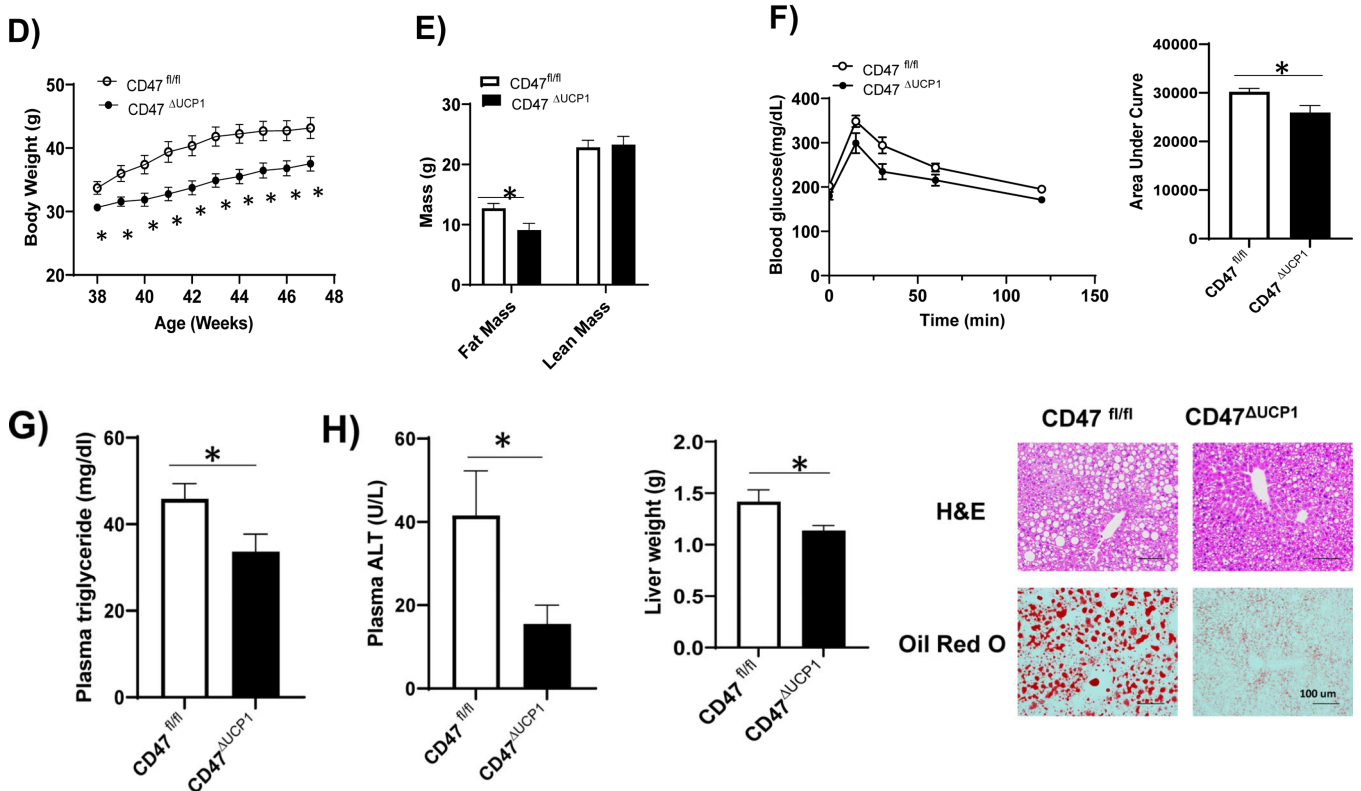 D)
CD47 fl/fl
CD47 ΔUCP1
Body Weight (g)
50
40
30
20
38 40 42 44 46 48
Age (Weeks)
* * * * * * * * * *
E)
CD47 fl/fl
CD47 ΔUCP1
Mass (g)
30
20
10
0
*
Fat Mass
Lean Mass
F)
CD47 fl/fl
CD47 ΔUCP1
Blood glucose(mg/dL)
400
300
200
100
0
0 50 100 150
Time (min)
Area Under Curve
40000
30000
20000
10000
0
*
CD47 fl/fl
CD47 ΔUCP1
G)
Plasma triglyceride (mg/dl)
60
40
20
0
*
CD47 fl/fl
CD47ΔUCP1
H)
Plasma ALT (U/L)
60
40
20
0
*
CD47 fl/fl
CD47ΔUCP1
Liver weight (g)
2.0
1.5
1.0
0.5
0.0
*
CD47 fl/fl
CD47ΔUCP1
CD47 fl/fl
CD47ΔUCP1
H&E
Oil Red O
100 um